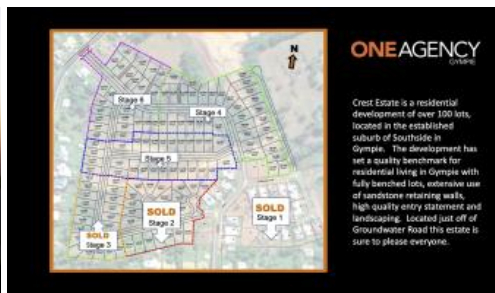 N
ONEAGENCY
GYMPIE
Stage 6
Stage 4
Stage 5
SOLD
Stage 1
SOLD
Stage 2
SOLD
Stage 3
Crest Estate is a residential
development of over 100 lots,
located in the established
suburb of Southside in
Gympie. The development has
set a quality benchmark for
residential living in Gympie with
fully benched lots, extensive use
of sandstone retaining walls,
high quality entry statement and
landscaping. Located just off of
Groundwater Road this estate is
sure to please everyone.